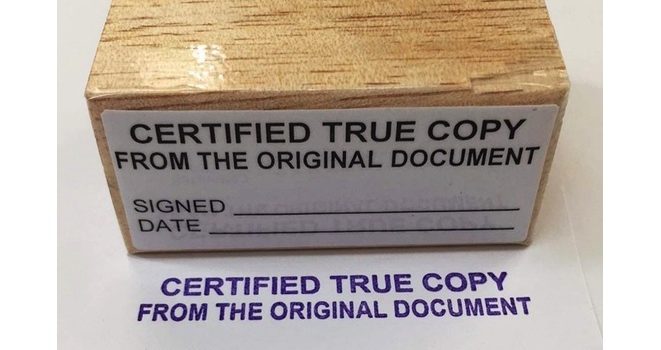 CERTIFIED TRUE COPY
FROM THE ORIGINAL DOCUMENT
SIGNED
DATE
CERTIFIED TRUE COPY
FROM THE ORIGINAL DOCUMENT